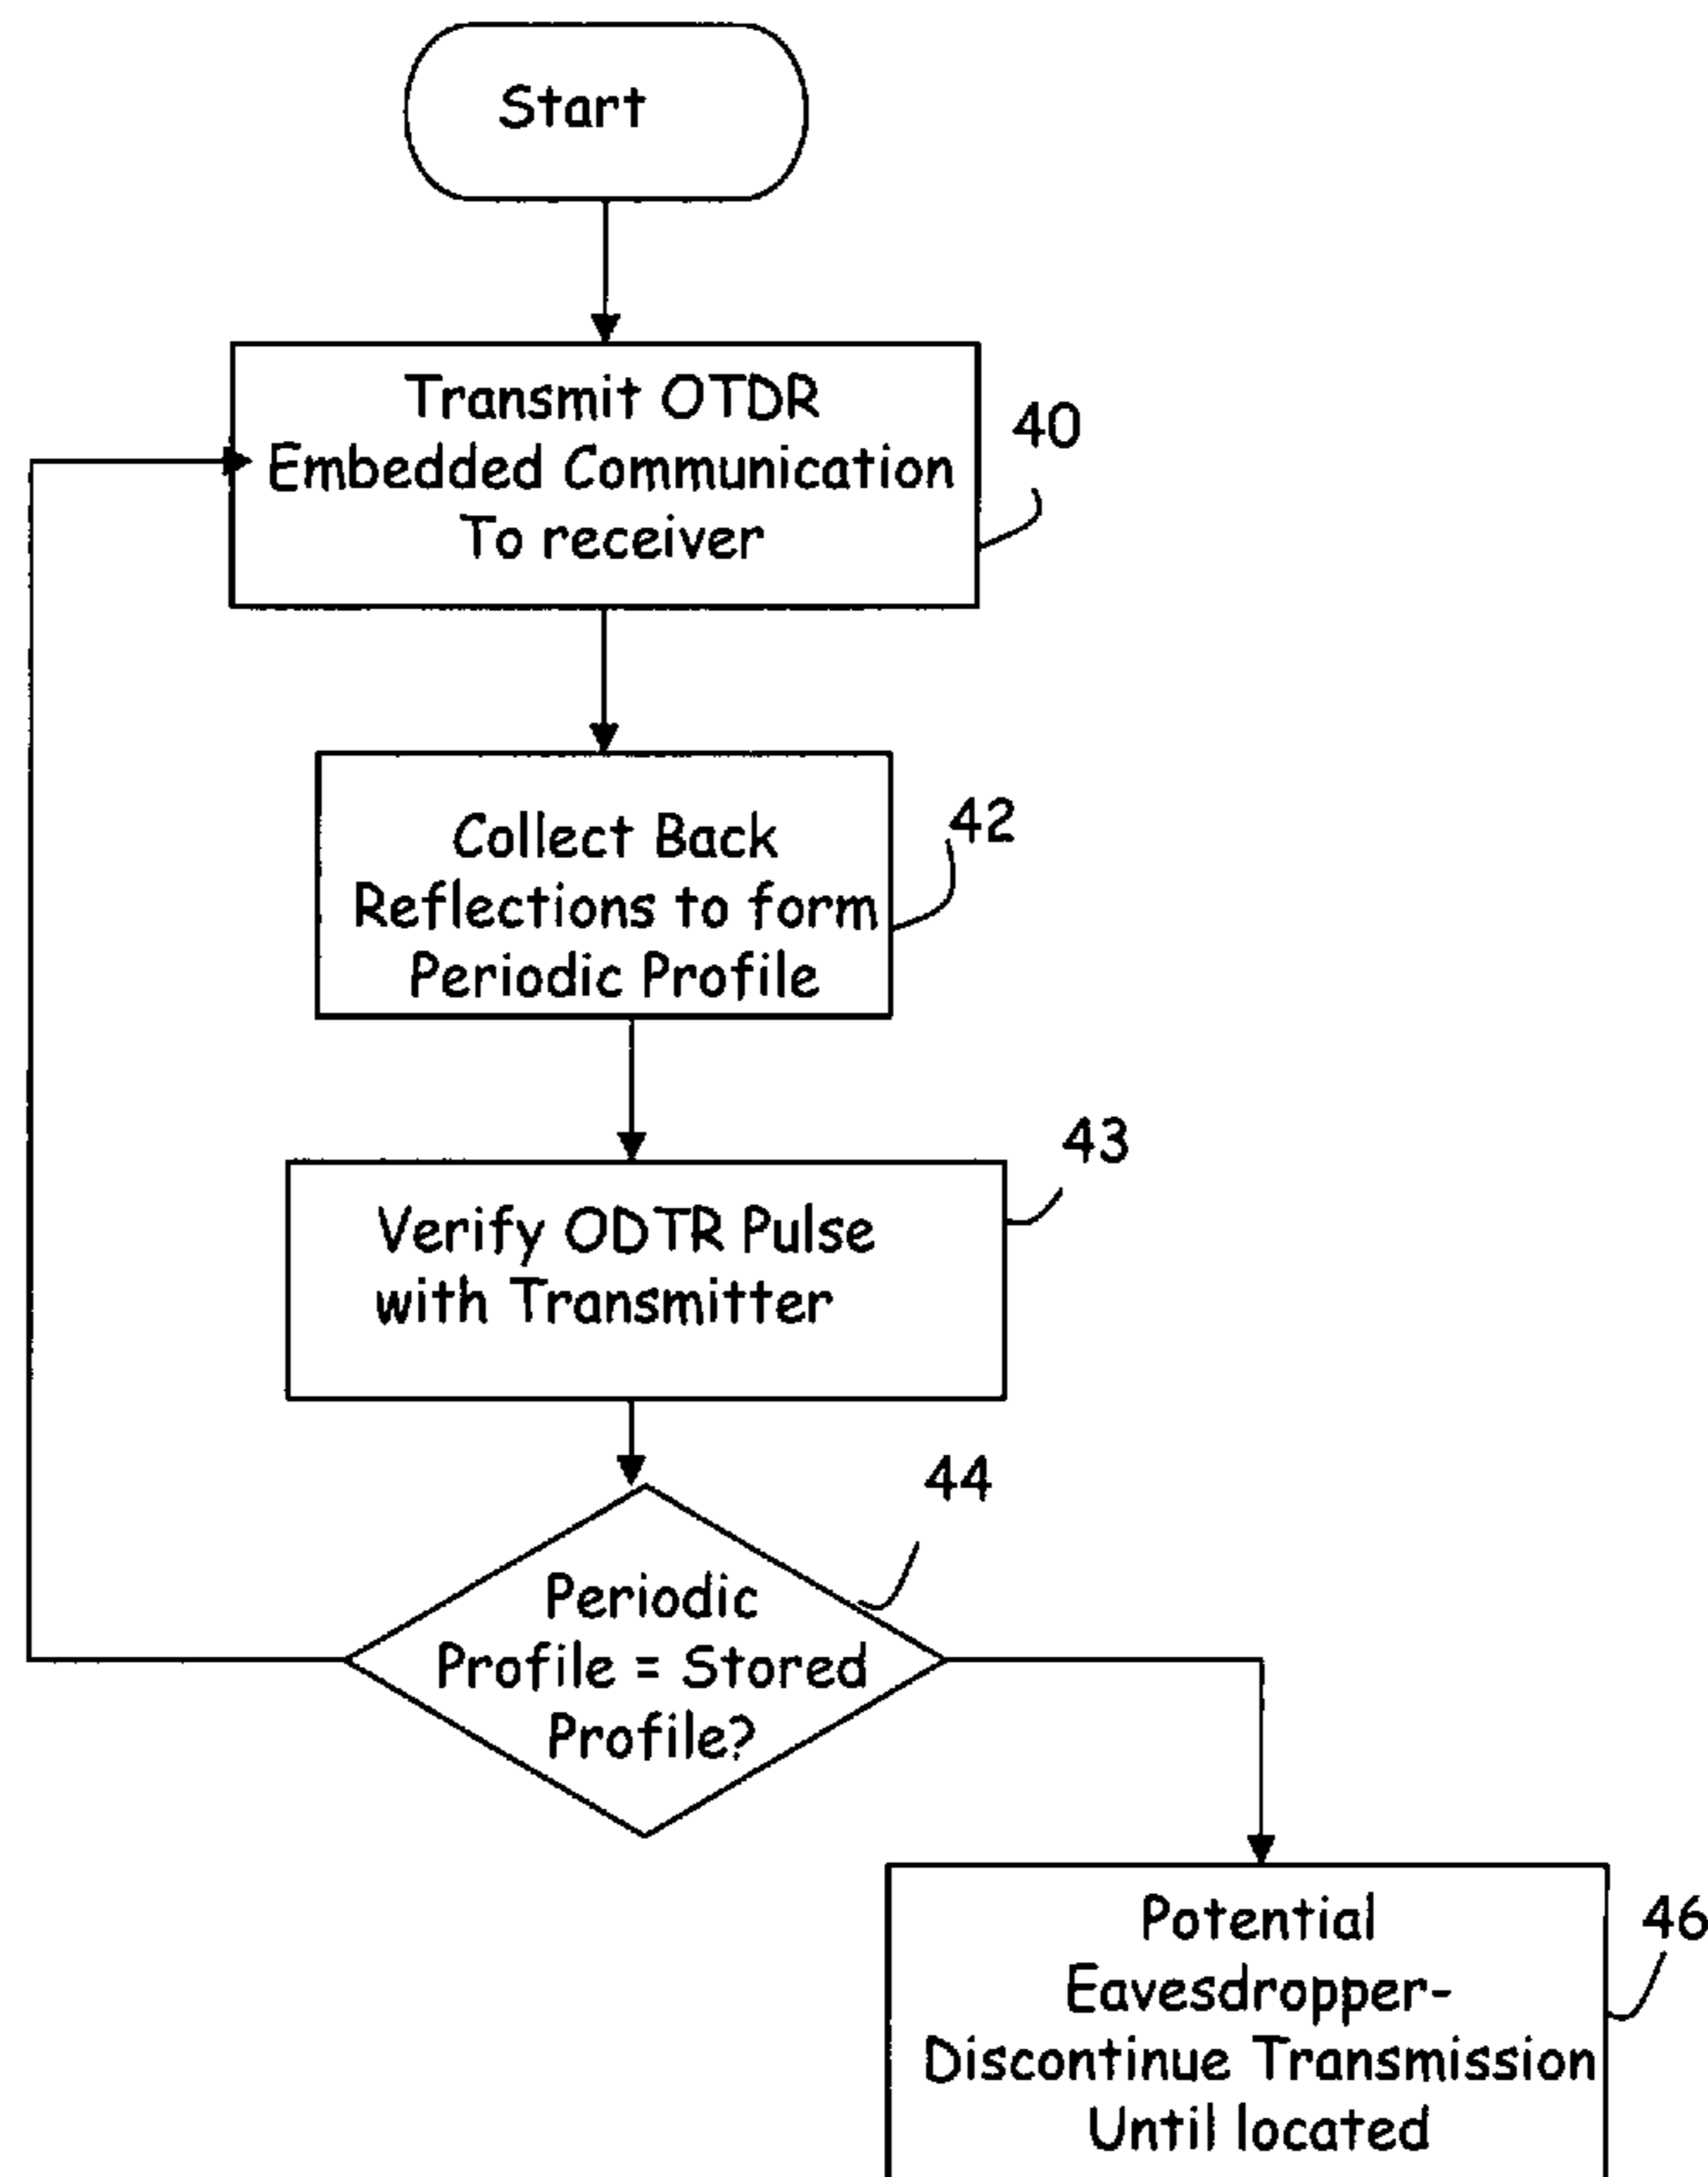 Start
Transmit OTDR
Embedded Communication
To receiver
40
Collect Back
Reflections to form
Periodic Profile
42
Verify ODTR Pulse
with Transmitter
43
Periodic
Profile = Stored
Profile?
44
Potential
Eavesdropper-
Discontinue Transmission
Until located
46